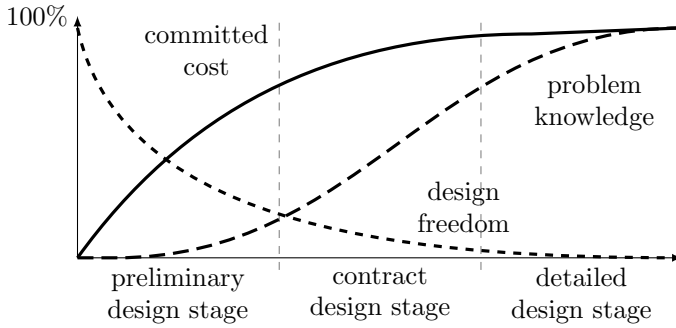 100%
committed
cost
problem
knowledge
design
freedom
preliminary
design stage
contract
design stage
detailed
design stage